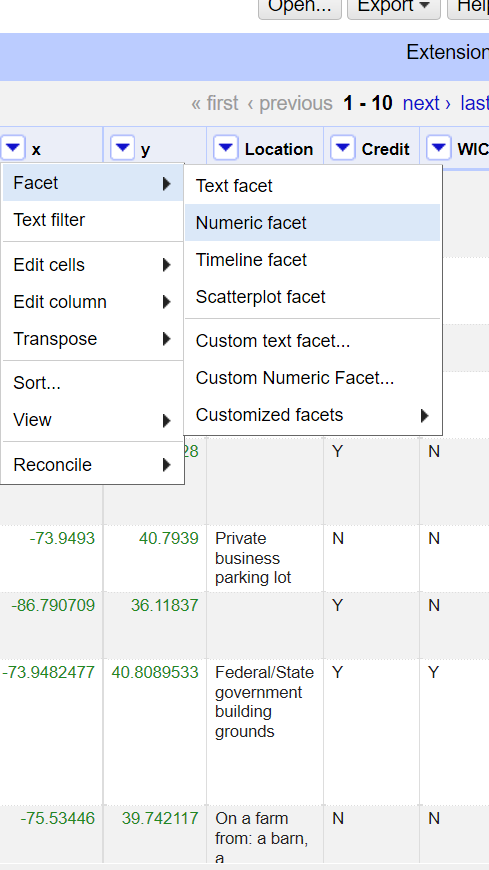 Open... Export Help
Extension
« first ‹ previous 1 - 10 next › last
x y Location Credit WIC
Facet
Text filter
Edit cells
Edit column
Transpose
Sort...
View
Reconcile
Text facet
Numeric facet
Timeline facet
Scatterplot facet
Custom text facet...
Custom Numeric Facet...
Customized facets
28 Y N
-73.9493 40.7939 Private N N
business
parking lot
-86.790709 36.11837 Y N
-73.9482477 40.8089533 Federal/State Y Y
government
building
grounds
-75.53446 39.742117 On a farm N N
from: a barn,
a